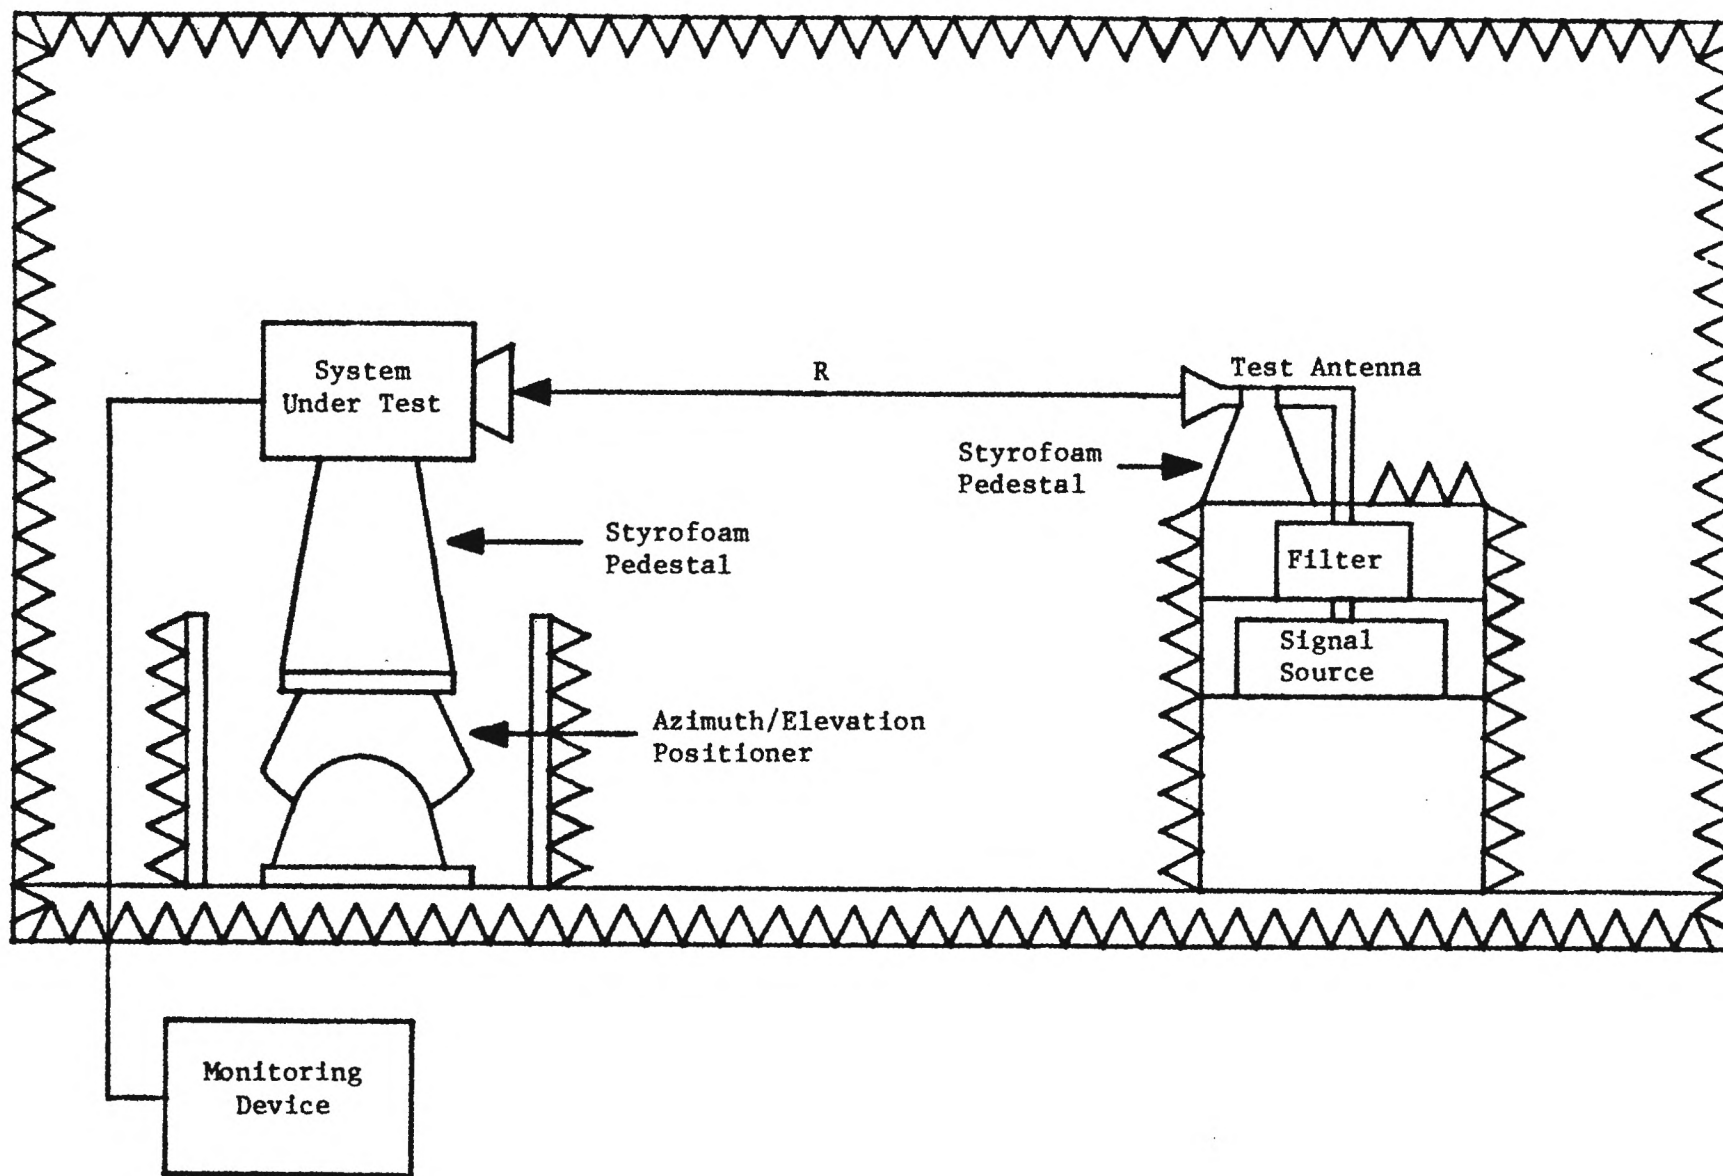 System
Under Test
R
Test Antenna
Styrofoam
Pedestal
Styrofoam
Pedestal
Filter
Signal
Source
Azimuth/Elevation
Positioner
Monitoring
Device